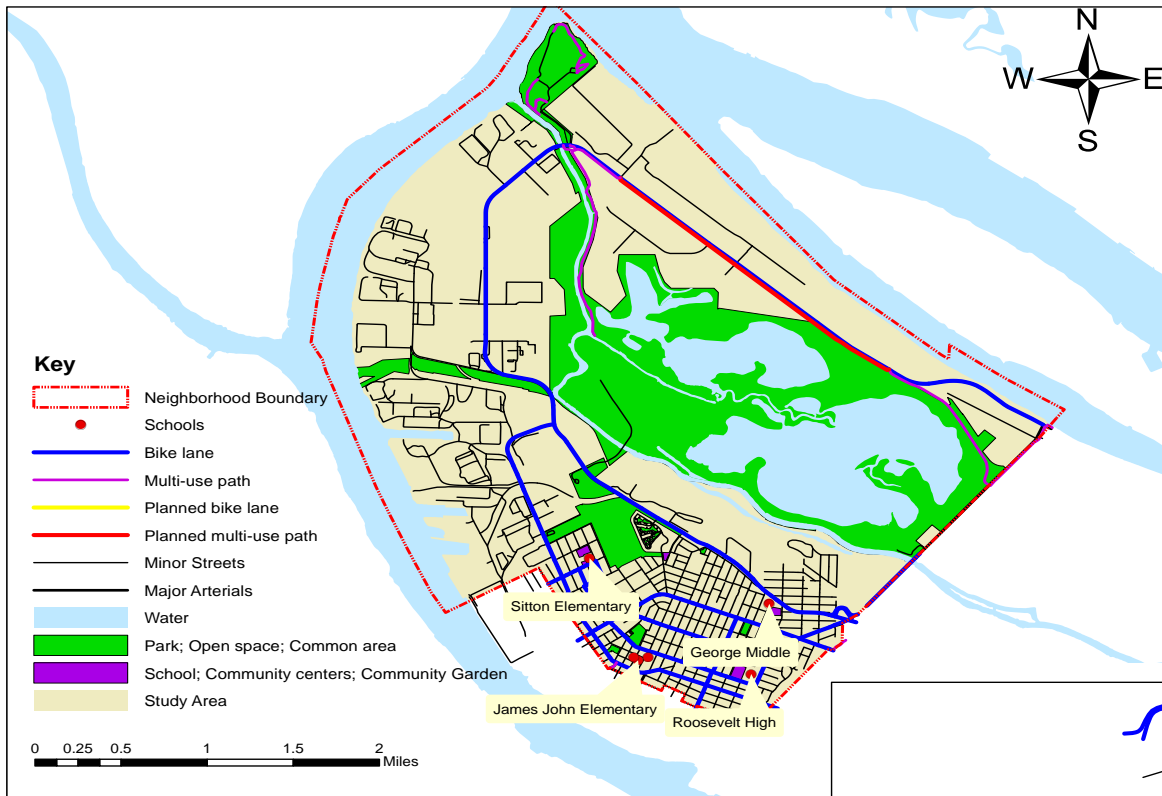 N
W
E
S
Key
Neighborhood Boundary
Schools
Bike lane
Multi-use path
Planned bike lane
Planned multi-use path
Minor Streets
Major Arterials
Water
Park; Open space; Common area
School; Community centers; Community Garden
Study Area
Sitton Elementary
George Middle
James John Elementary
Roosevelt High
0 0.25 0.5 1 1.5 2
Miles